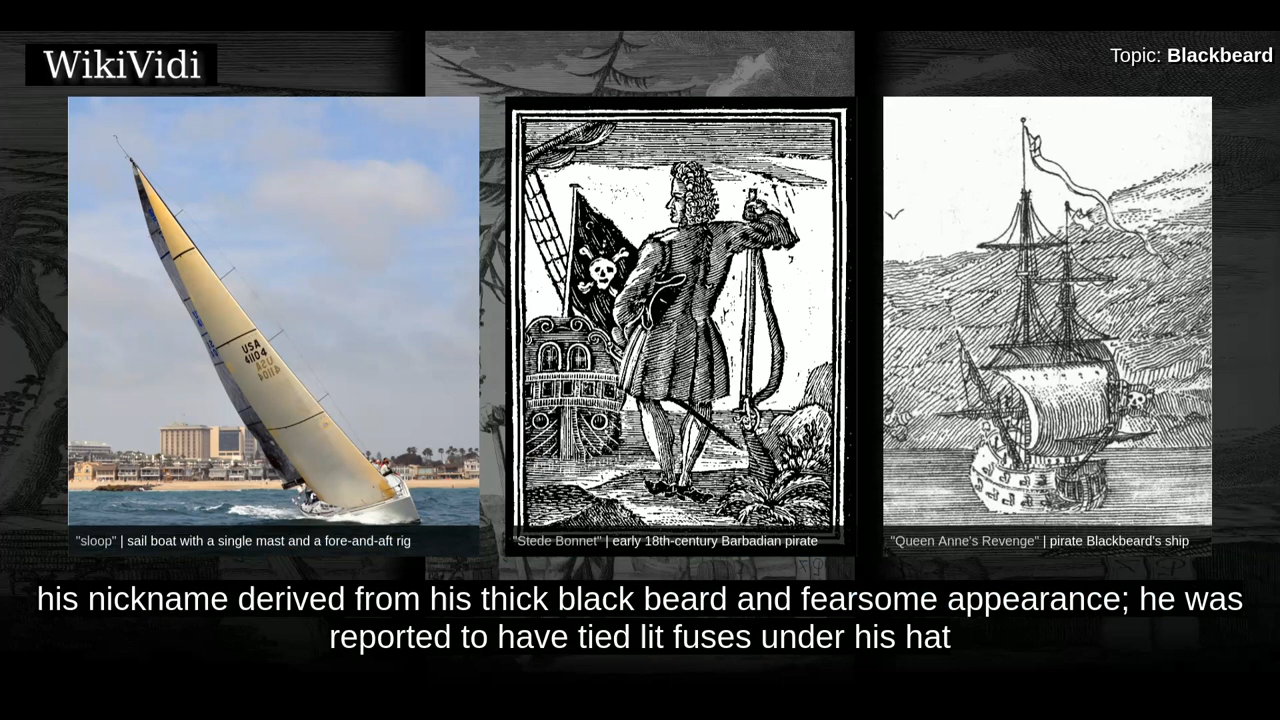 WikiVidi
Topic: Blackbeard
USA
41104
"sloop" | sail boat with a single mast and a fore-and-aft rig
"Stede Bonnet" | early 18th-century Barbadian pirate
"Queen Anne's Revenge" | pirate Blackbeard's ship
his nickname derived from his thick black beard and fearsome appearance; he was
reported to have tied lit fuses under his hat